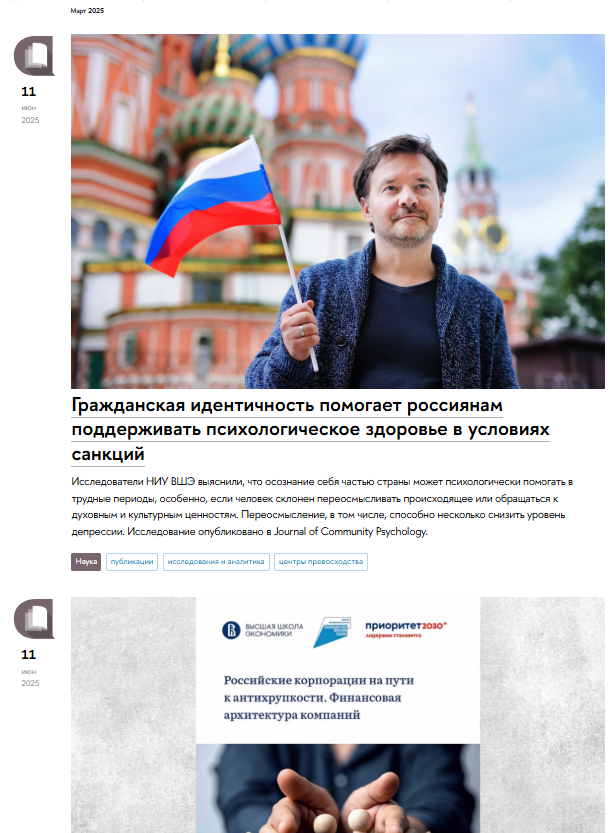 Март 2025
11
июн
2025
Гражданская идентичность помогает россиянам
поддерживать психологическое здоровье в условиях
санкций
Исследователи НИУ ВШЭ выяснили, что осознание себя частью страны может психологически помогать в
трудные периоды, особенно, если человек склонен переосмысливать происходящее или обращаться к
духовным и культурным ценностям. Переосмысление, в том числе, способно несколько снизить уровень
депрессии. Исследование опубликовано в Journal of Community Psychology.
Наука публикации исследования и аналитика центры превосходства
11
июн
2025
ВЫСШАЯ ШКОЛА
ЭКОНОМИКИ
приоритет2030
лидерами становятся
Российские корпорации на пути
к антихрупкости. Финансовая
архитектура компаний